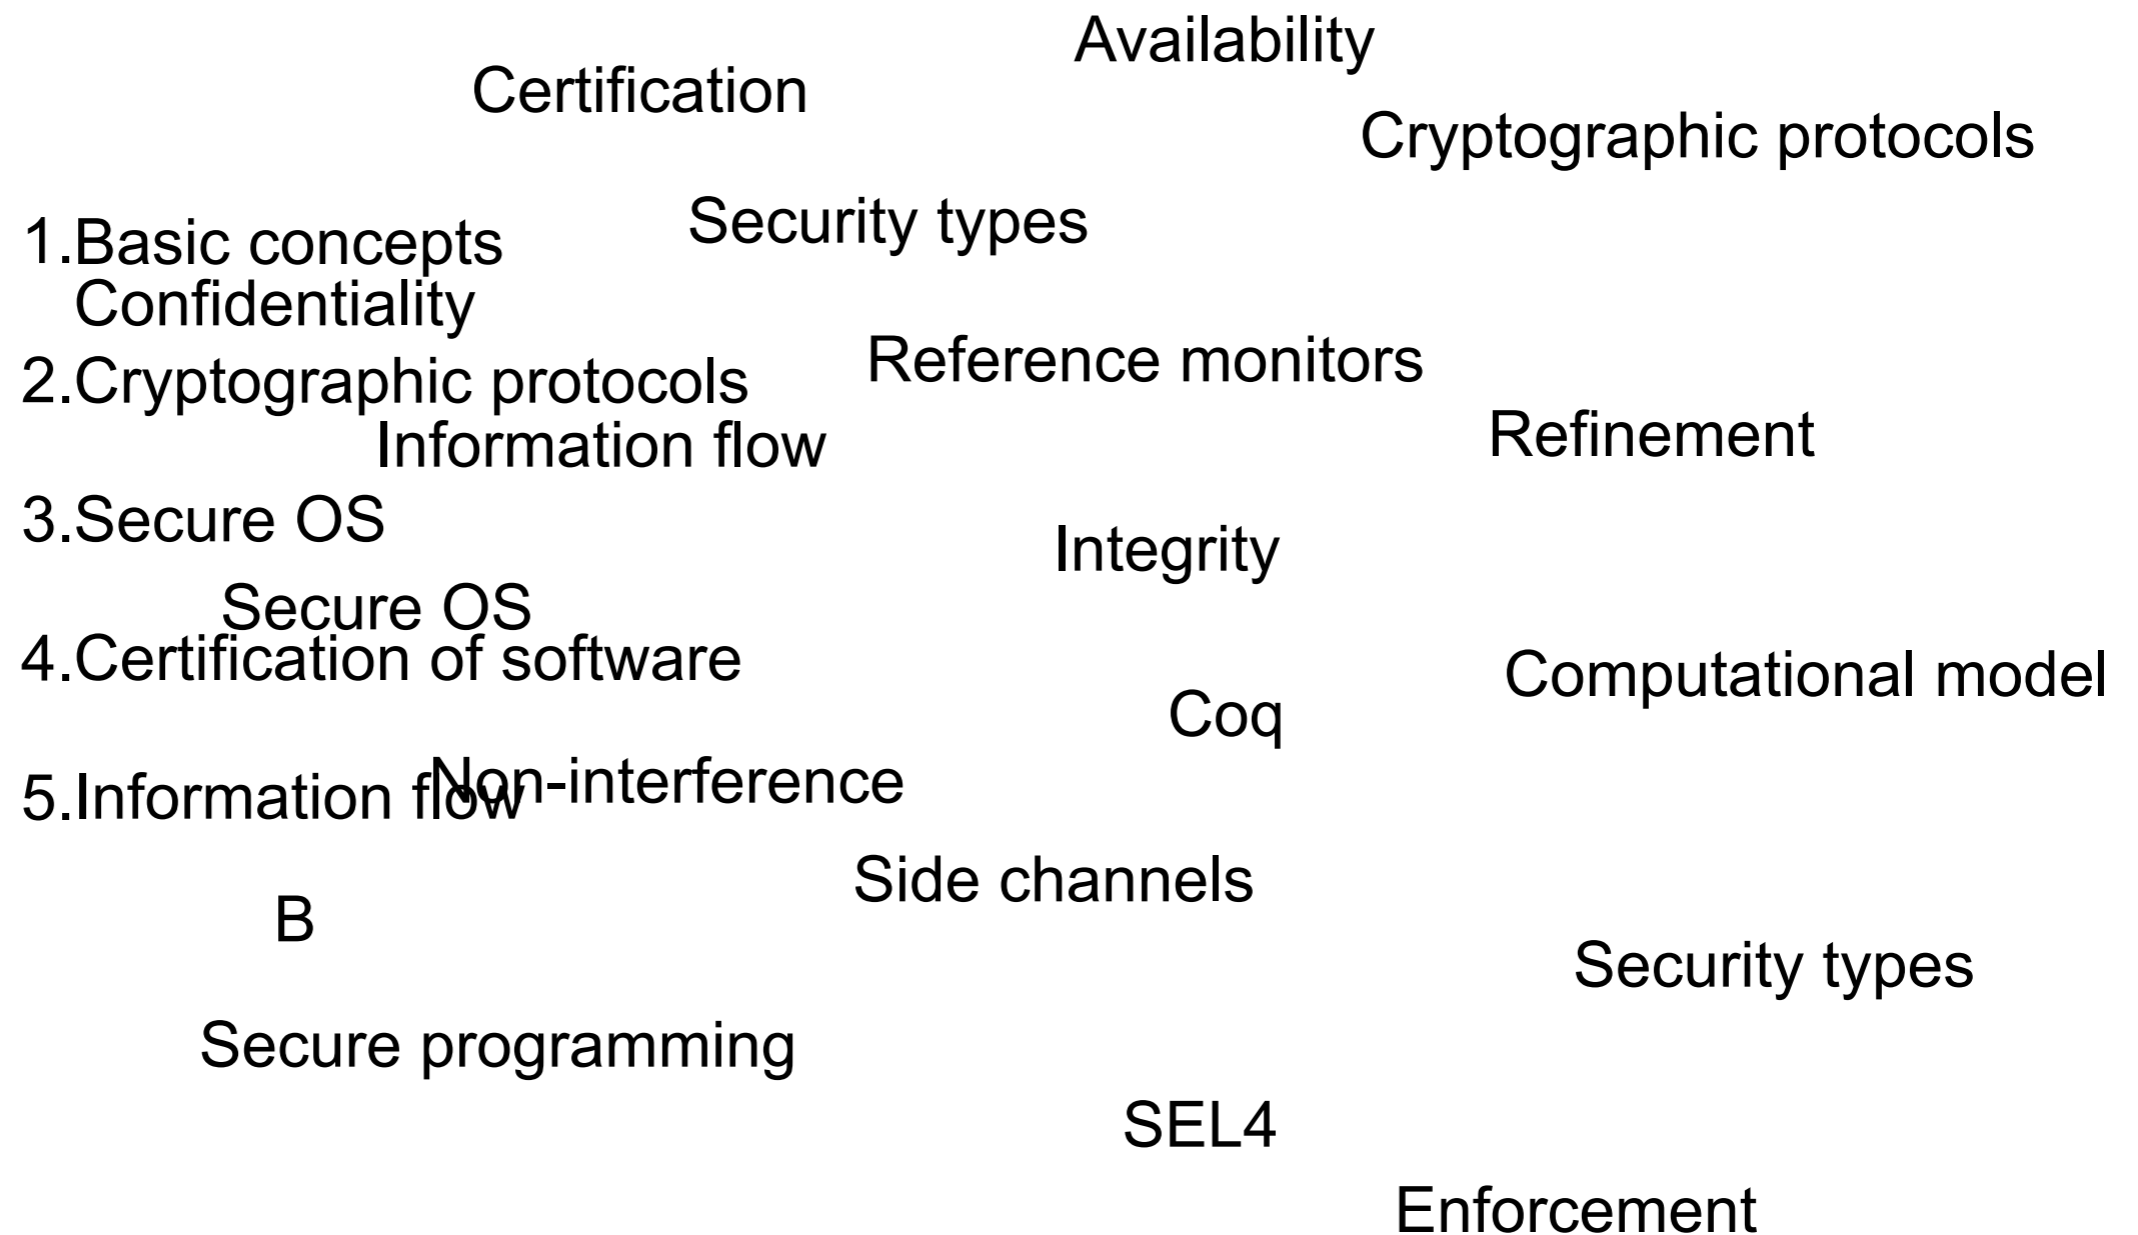 Availability
Certification
Cryptographic protocols
Security types
1.Basic concepts
Confidentiality
Reference monitors
2.Cryptographic protocols
Refinement
Information flow
3.Secure OS
Integrity
Secure OS
4.Certification of software
Computational model
Coq
Non-interference
5.Information flow
Side channels
B
Security types
Secure programming
SEL4
Enforcement